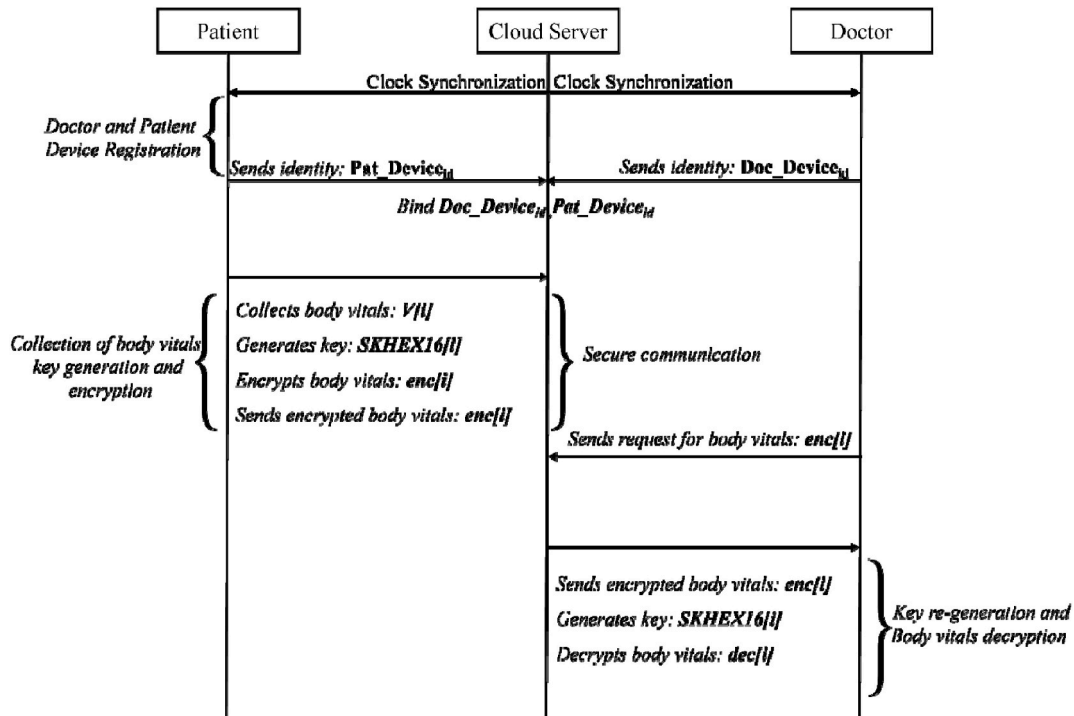 Patient
Cloud Server
Doctor
Clock Synchronization Clock Synchronization
Doctor and Patient
Device Registration
Sends identity: Pat_Device_id
Sends identity: Doc_Device_id
Bind Doc_Device_id,Pat_Device_id
Collection of body vitals
key generation and
encryption
Collects body vitals: V[i]
Generates key: SKHEX16[i]
Encrypts body vitals: enc[i]
Sends encrypted body vitals: enc[i]
Secure communication
Sends request for body vitals: enc[i]
Sends encrypted body vitals: enc[i]
Generates key: SKHEX16[i]
Decrypts body vitals: dec[i]
Key re-generation and
Body vitals decryption